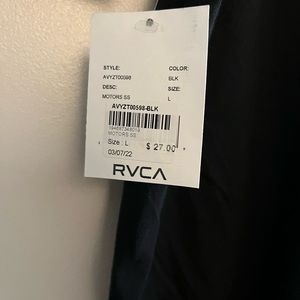 STYLE: COLOR:
AVYZT00598 BLK
DESC: SIZE:
MOTORS SS L
AVYZT00598-BLK
MOTORS SS
Size : L $ 27.00
03/07/22
RVCA